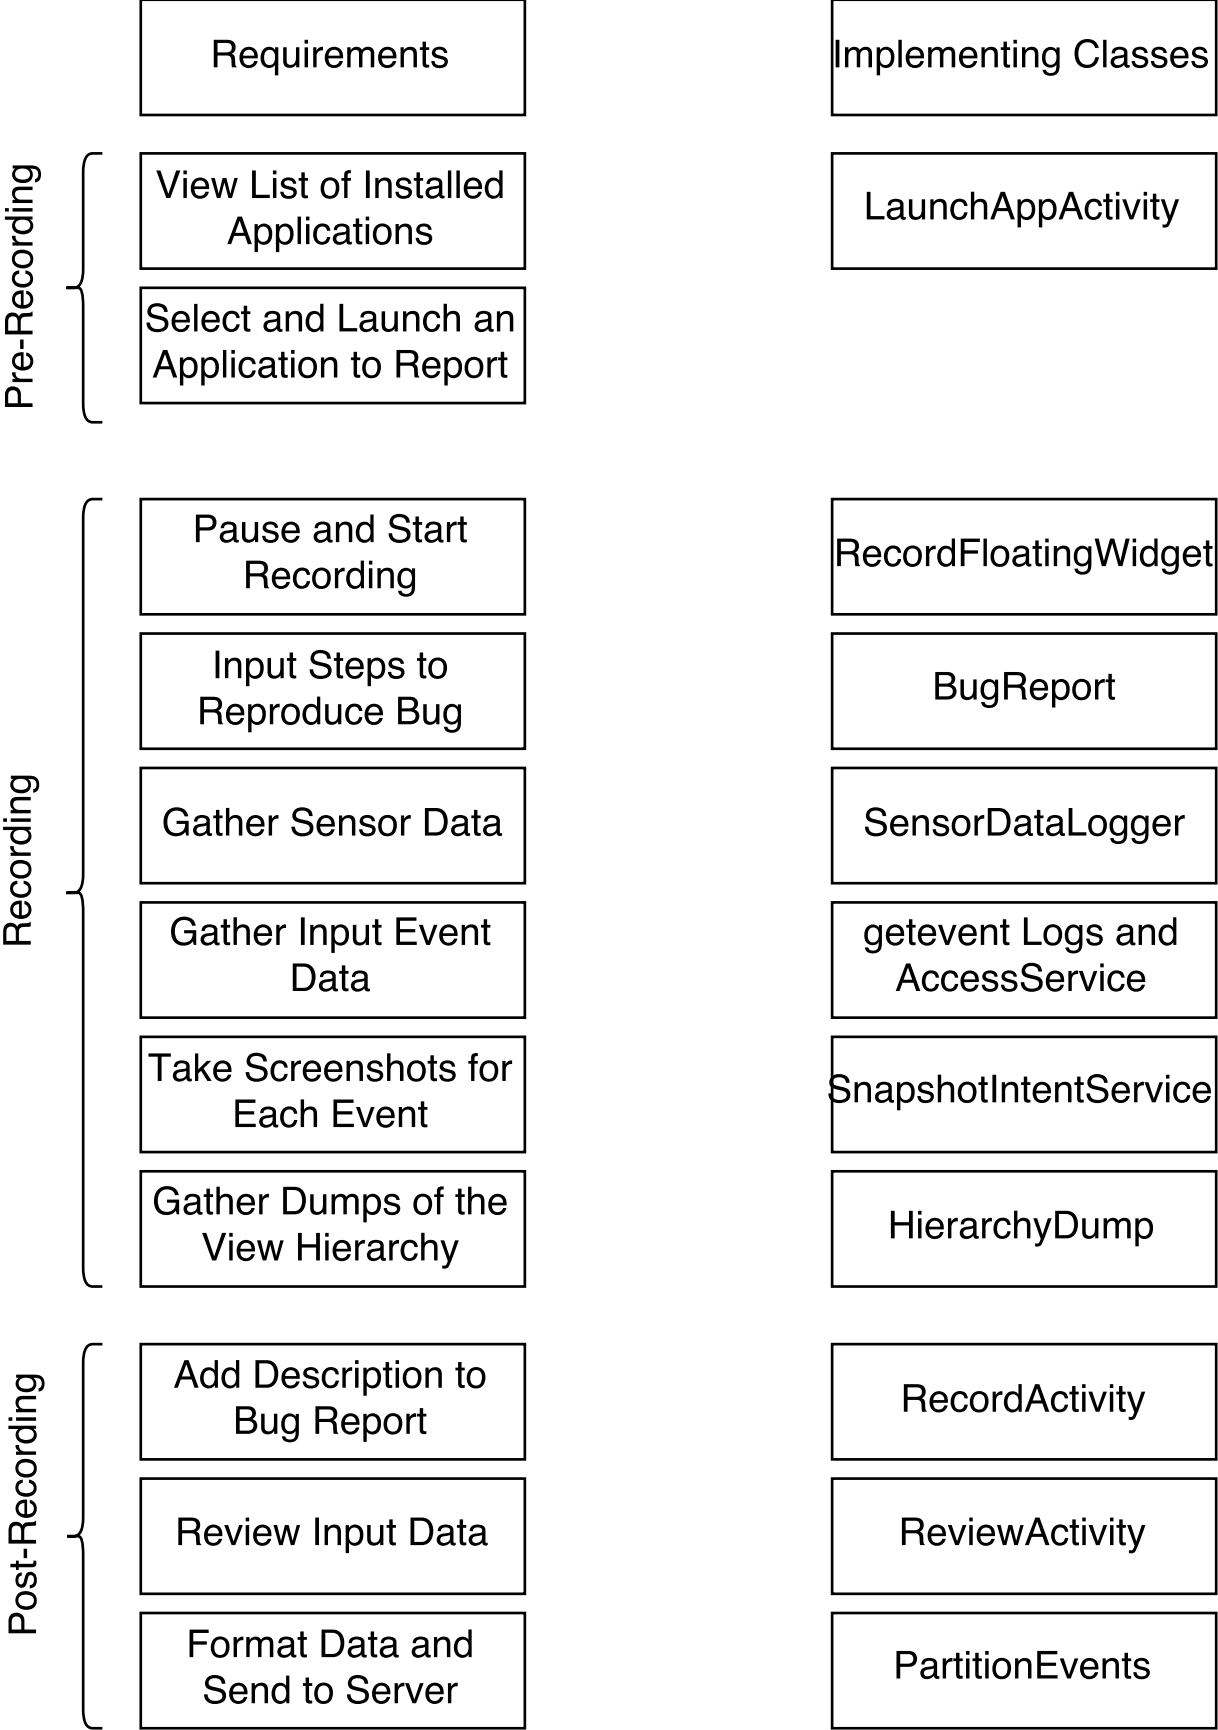 Requirements
Implementing Classes
Pre-Recording
View List of Installed
Applications
LaunchAppActivity
Select and Launch an
Application to Report
Recording
Pause and Start
Recording
RecordFloatingWidget
Input Steps to
Reproduce Bug
BugReport
Gather Sensor Data
SensorDataLogger
Gather Input Event
Data
getevent Logs and
AccessService
Take Screenshots for
Each Event
SnapshotIntentService
Gather Dumps of the
View Hierarchy
HierarchyDump
Post-Recording
Add Description to
Bug Report
RecordActivity
Review Input Data
ReviewActivity
Format Data and
Send to Server
PartitionEvents